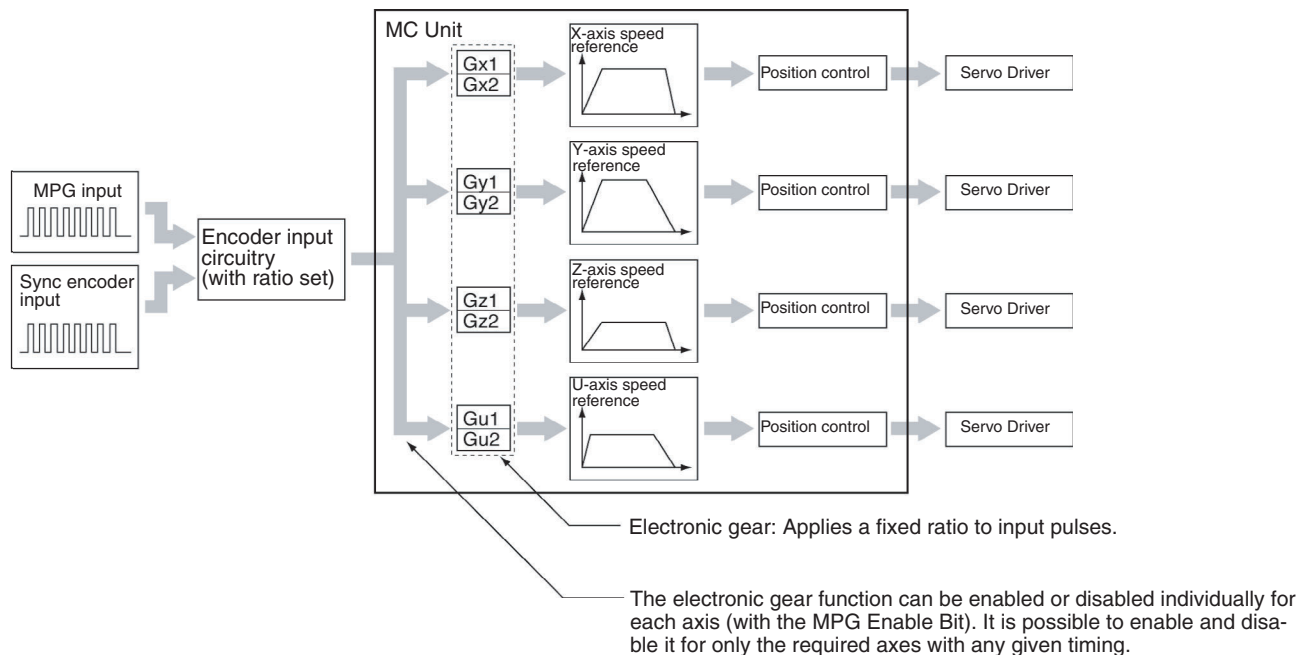 MC Unit
MPG input
Sync encoder
input
Encoder input
circuitry
(with ratio set)
Gx1
Gx2
X-axis speed
reference
Position control
Servo Driver
Gy1
Gy2
Y-axis speed
reference
Position control
Servo Driver
Gz1
Gz2
Z-axis speed
reference
Position control
Servo Driver
Gu1
Gu2
U-axis speed
reference
Position control
Servo Driver
Electronic gear: Applies a fixed ratio to input pulses.
The electronic gear function can be enabled or disabled individually for
each axis (with the MPG Enable Bit). It is possible to enable and disa-
ble it for only the required axes with any given timing.